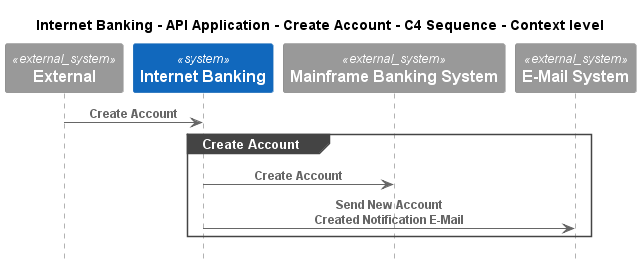 Internet Banking - API Application - Create Account - C4 Sequence - Context level
«external_system»
External
«system»
Internet Banking
«external_system»
Mainframe Banking System
«external_system»
E-Mail System
Create Account
Create Account
Create Account
Send New Account
Created Notification E-Mail